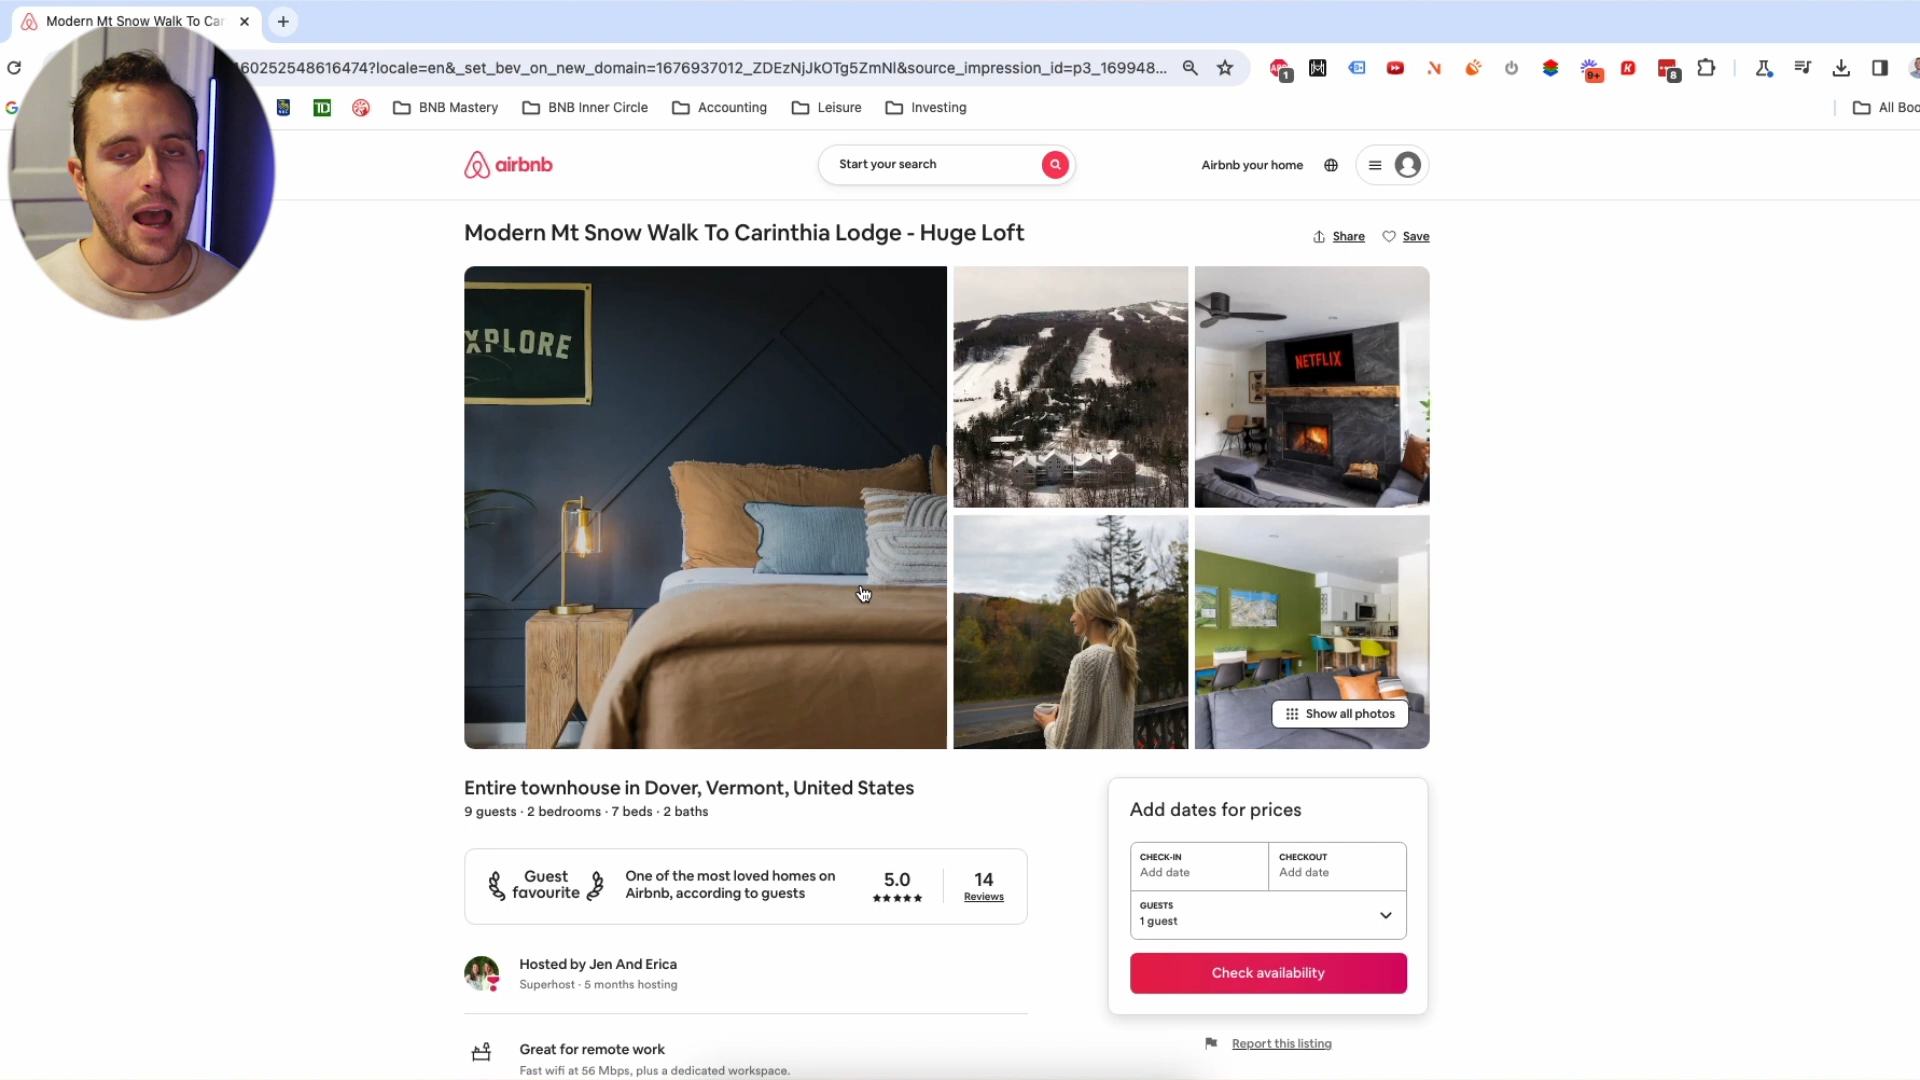 Modern Mt Snow Walk To Car
60252548616474?locale=en&_set_bev_on_new_domain=1676937012_ZDEzNjJkOTg5ZmNl&source_impression_id=p3_169948...
1
9+
8
TD
BNB Mastery
BNB Inner Circle
Accounting
Leisure
Investing
All Boo
airbnb
Start your search
Airbnb your home
Modern Mt Snow Walk To Carinthia Lodge - Huge Loft
Share
Save
XPLORE
NETFLIX
Show all photos
Entire townhouse in Dover, Vermont, United States
9 guests · 2 bedrooms · 7 beds · 2 baths
Guest
favourite
One of the most loved homes on
Airbnb, according to guests
5.0
14
Reviews
Hosted by Jen And Erica
Superhost · 5 months hosting
Great for remote work
Fast wifi at 56 Mbps, plus a dedicated workspace.
Add dates for prices
CHECK-IN
Add date
CHECKOUT
Add date
GUESTS
1 guest
Check availability
Report this listing